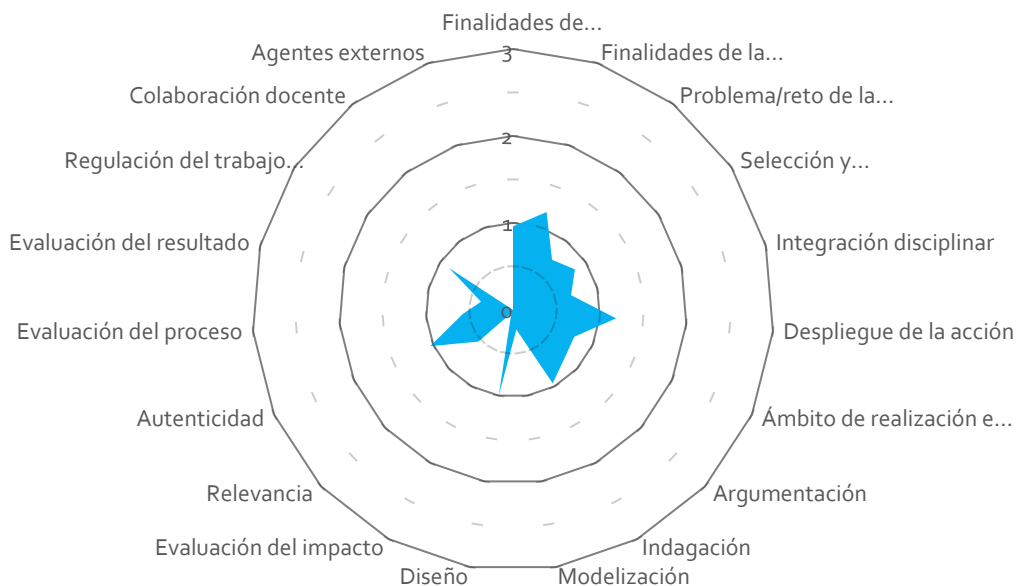 Finalidades de...
Finalidades de la...
Problema/reto de la...
Selección y...
Integración disciplinar
Despliegue de la acción
Ámbito de realización e...
Argumentación
Indagación
Modelización
Diseño
Evaluación del impacto
Relevancia
Autenticidad
Evaluación del proceso
Evaluación del resultado
Regulación del trabajo...
Colaboración docente
Agentes externos
3
2
1
0